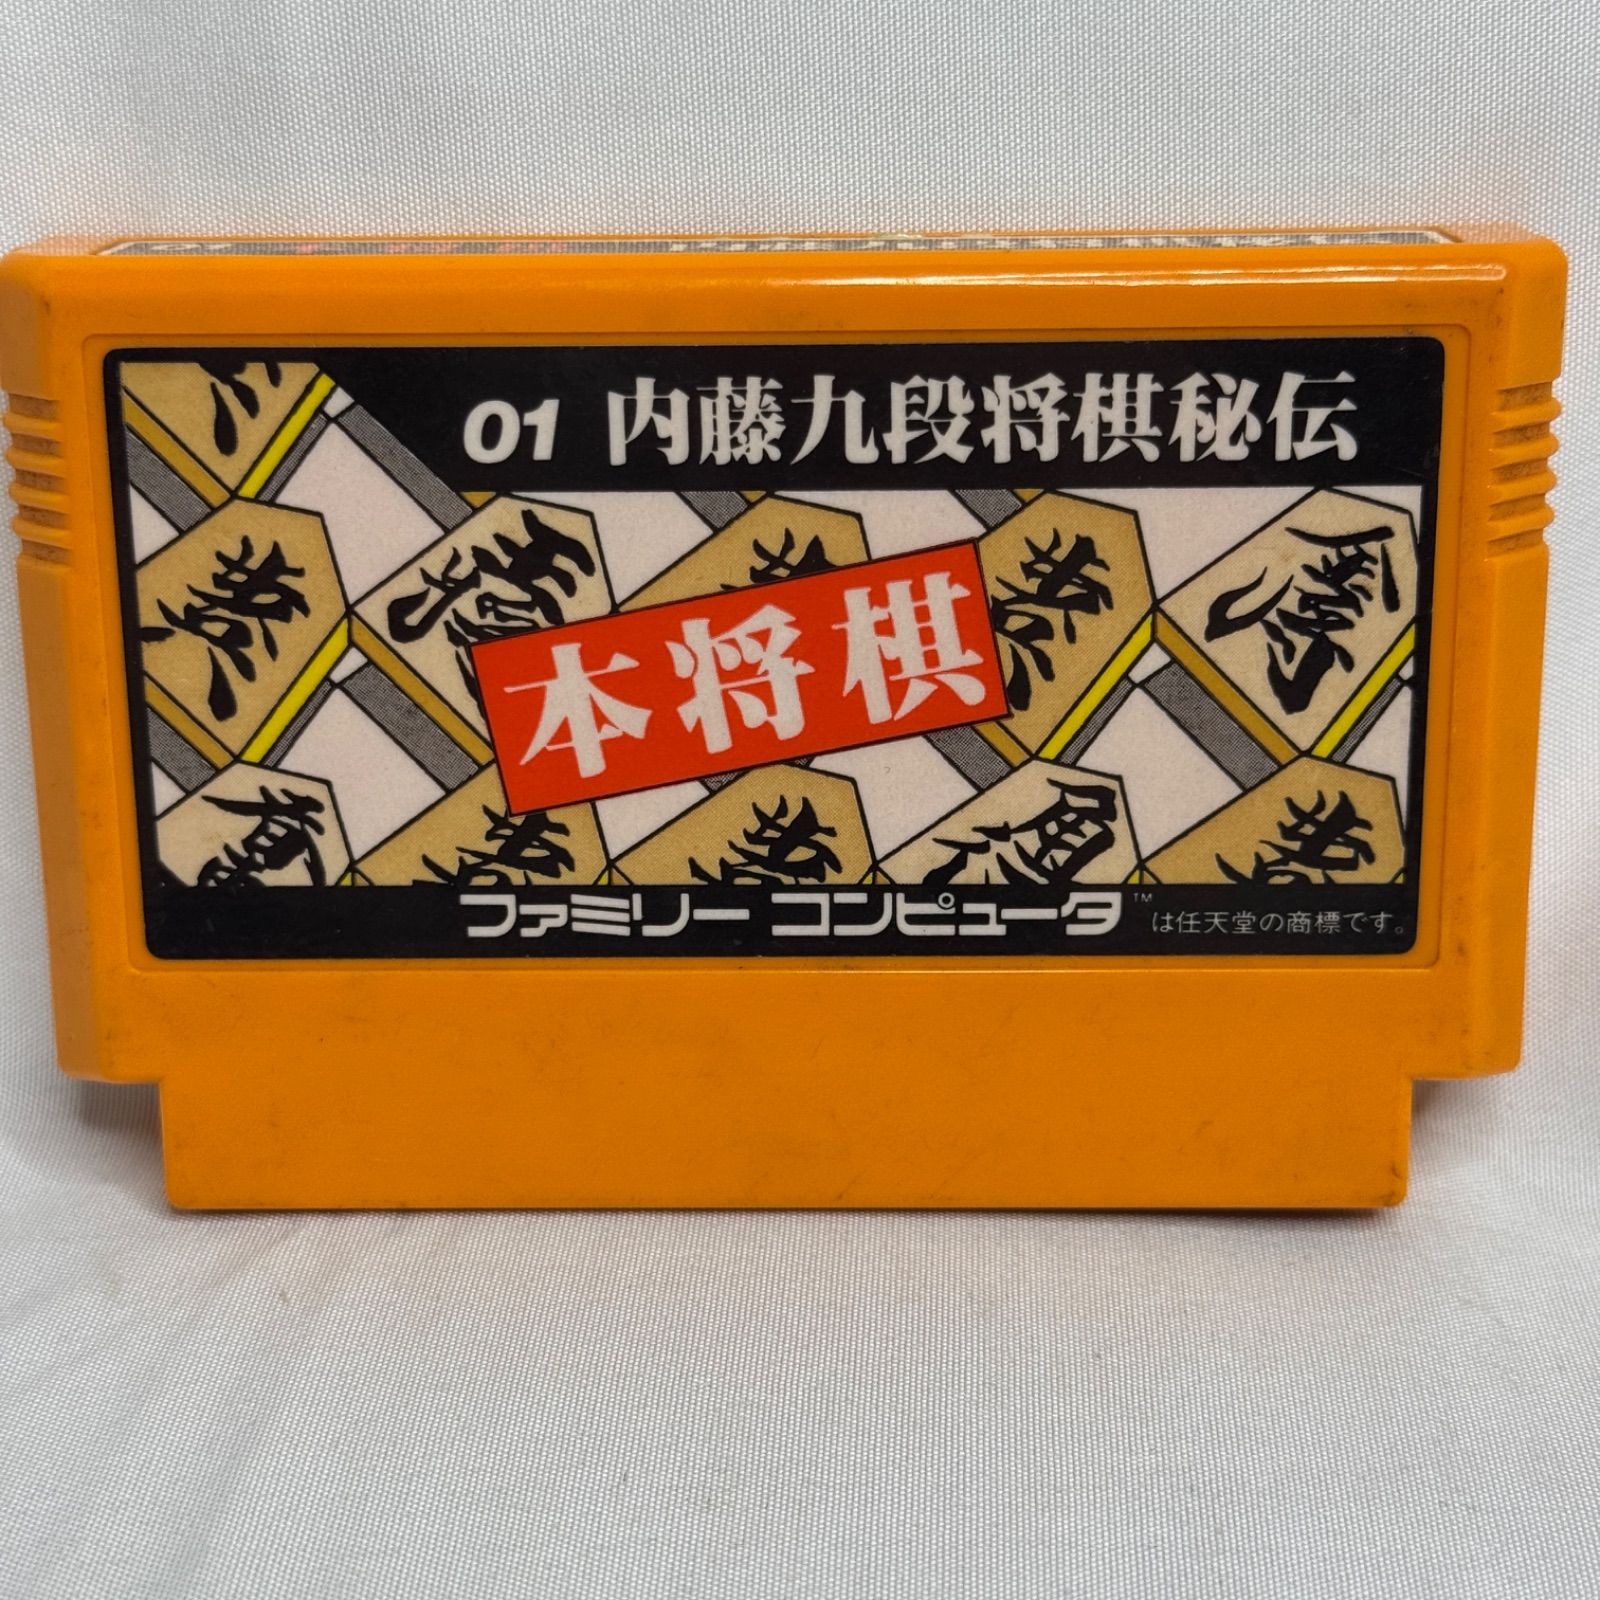 01 内藤九段将棋秘伝
本将棋
ファミリー コンピュータ™は任天堂の商標です。